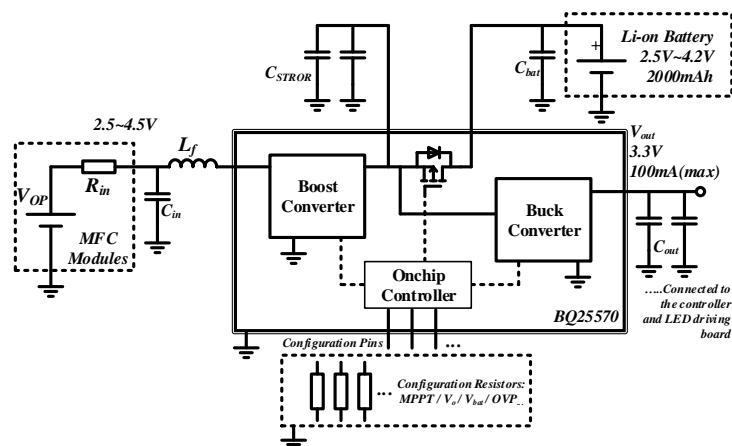 Li-on Battery
2.5V~4.2V
2000mAh
+
C_STROR
C_bat
2.5~4.5V
L_f
V_out
3.3V
100mA(max)
R_in
V_OP
C_in
MFC
Modules
Boost
Converter
Buck
Converter
C_out
Onchip
Controller
BQ25570
.....Connected to
the controller
and LED driving
board
Configuration Pins
...
... Configuration Resistors:
MPPT / V_o / V_bat / OVP...